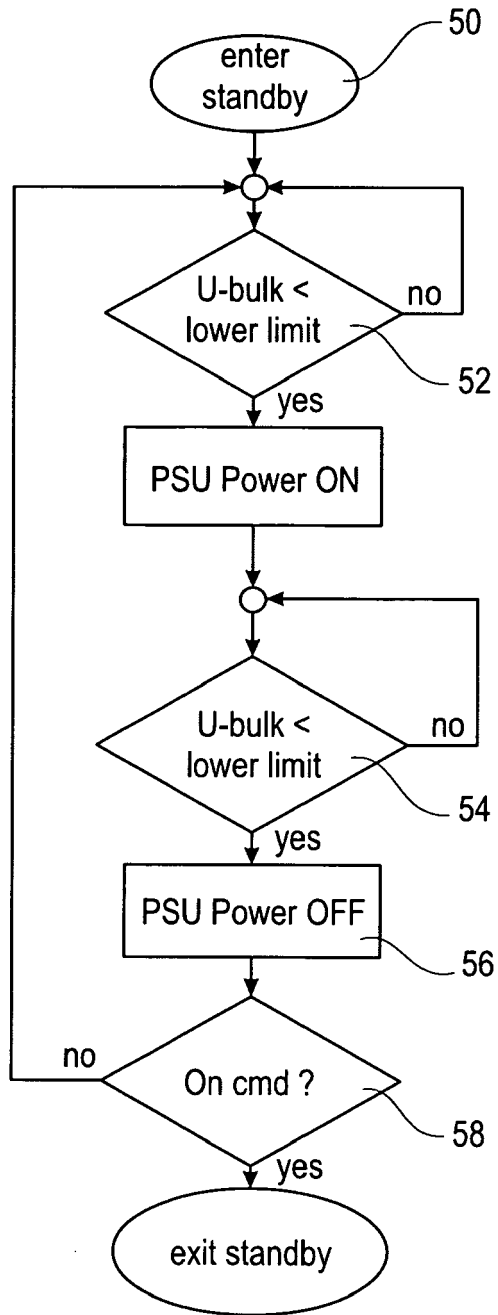 50
enter
standby
U-bulk <
lower limit
no
52
yes
PSU Power ON
U-bulk <
lower limit
no
54
yes
PSU Power OFF
56
no
On cmd ?
58
yes
exit standby